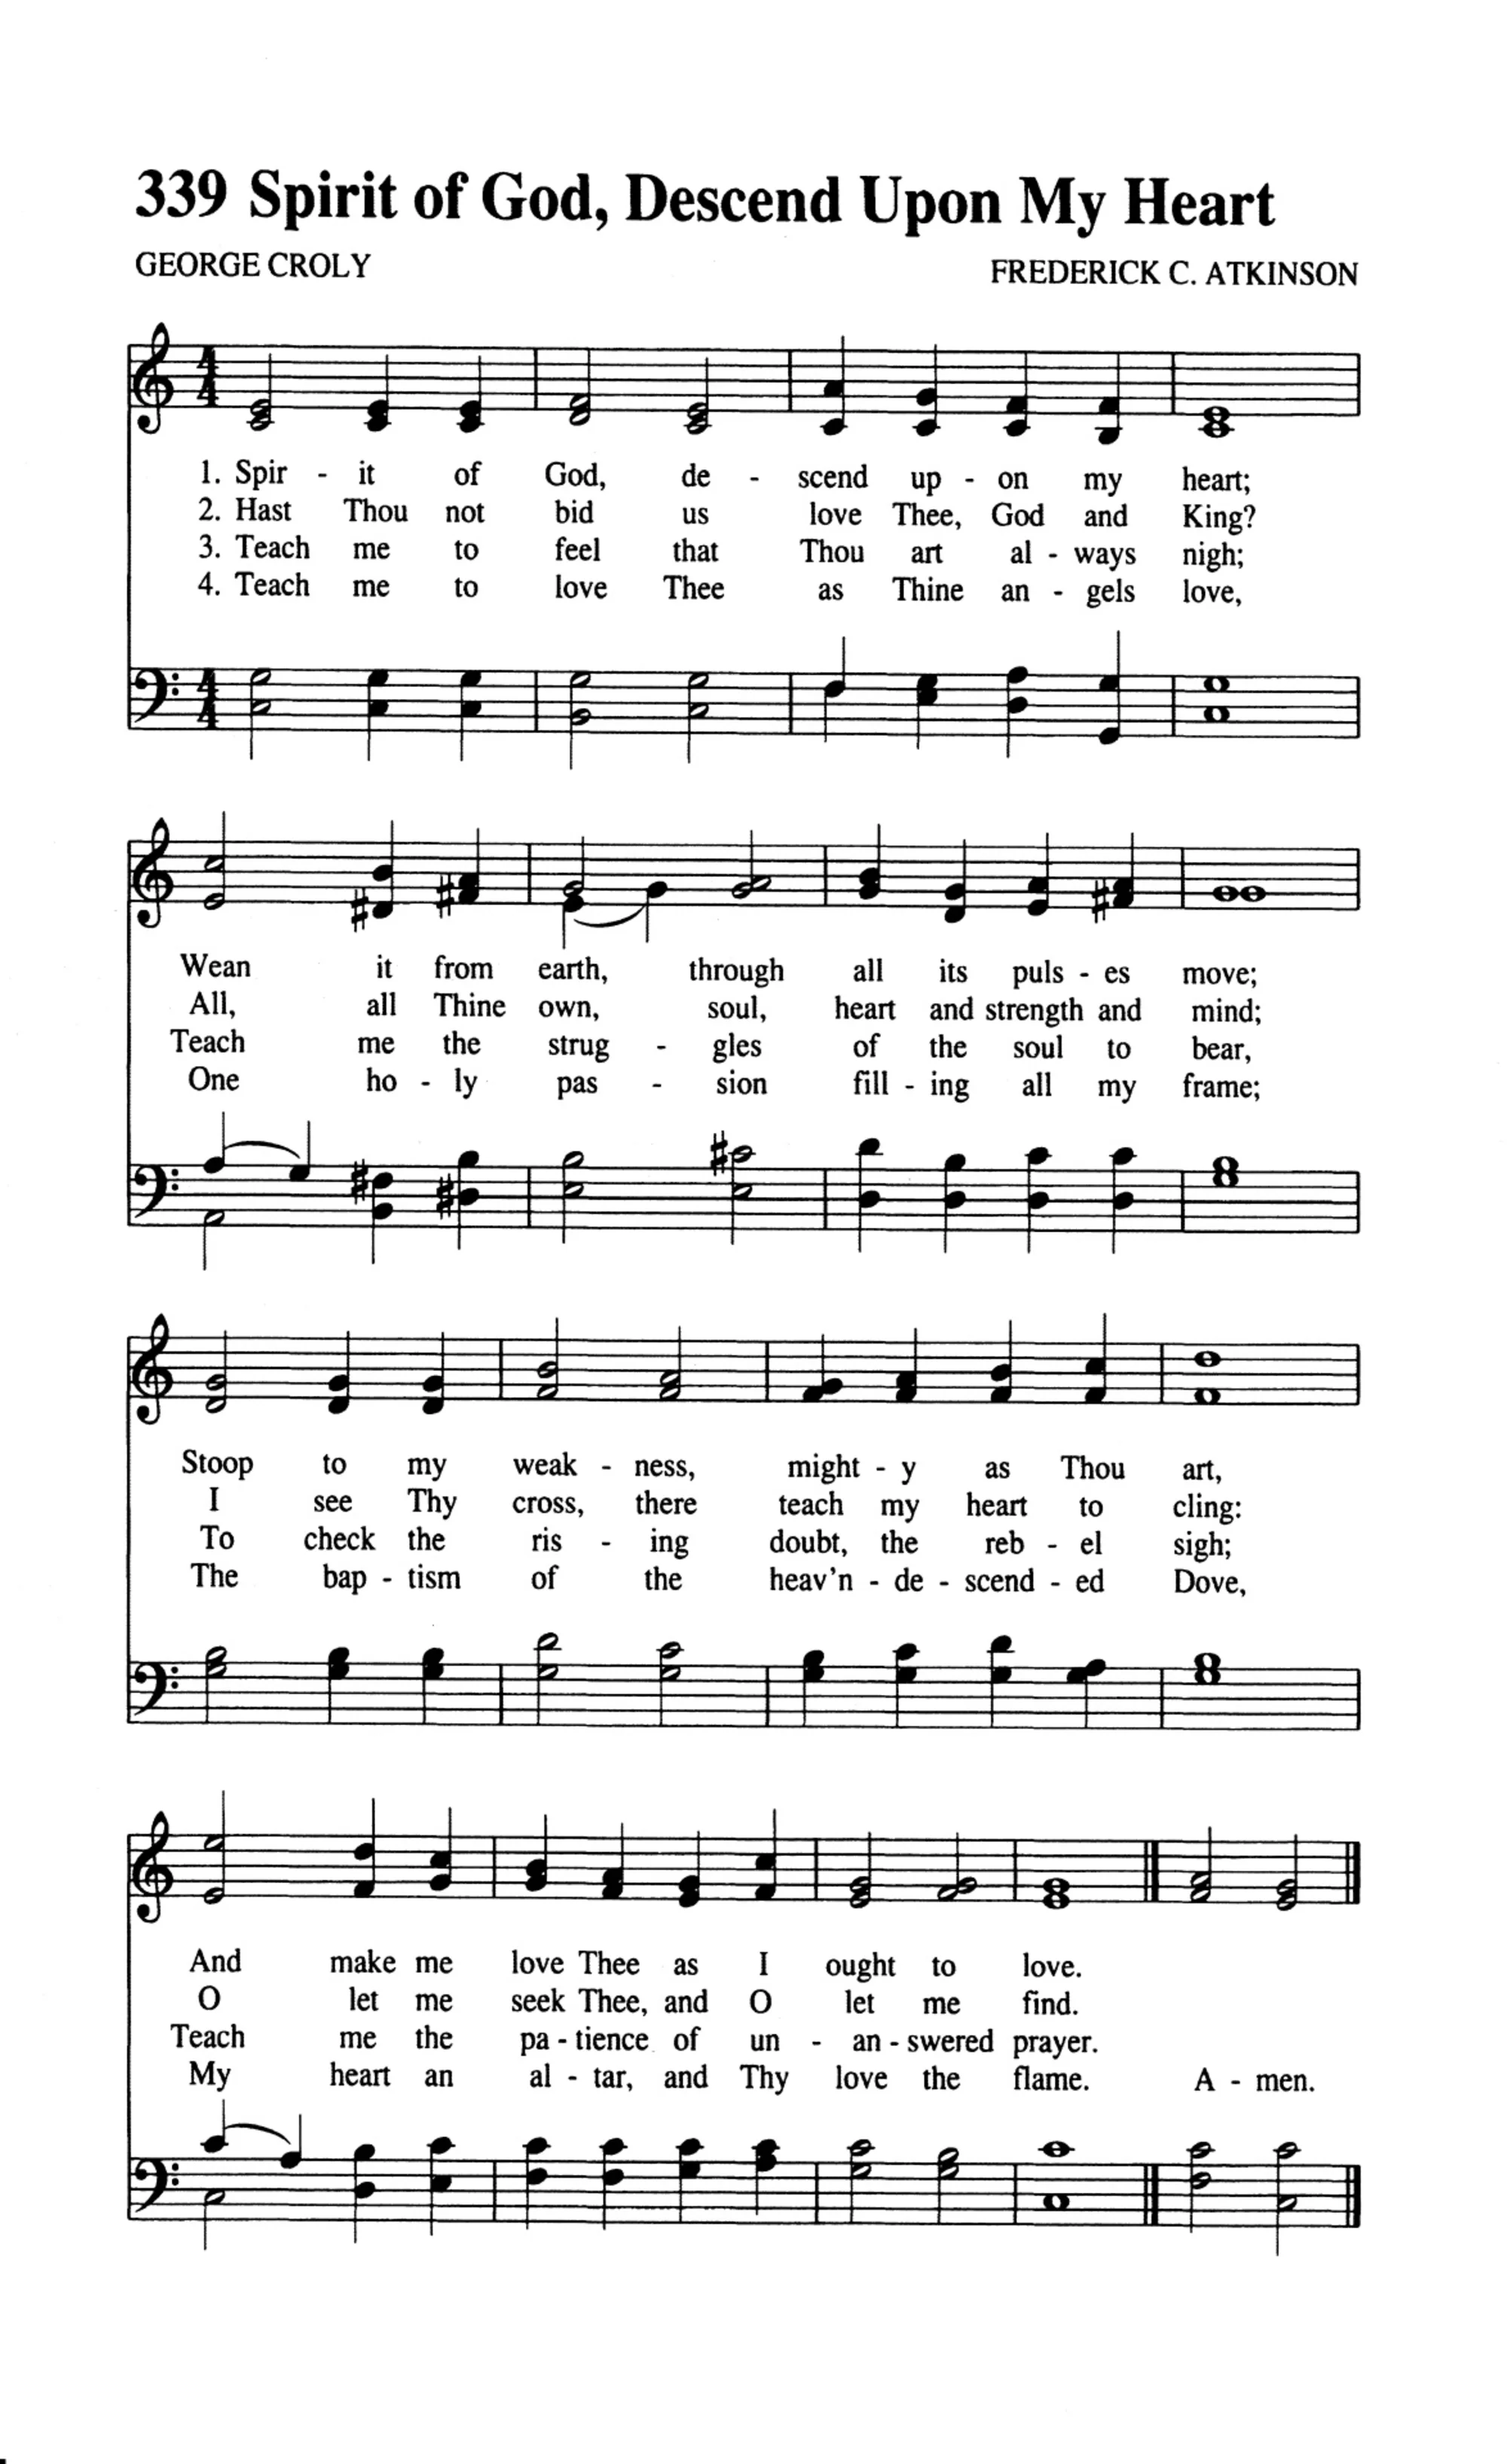 339 Spirit of God, Descend Upon My Heart
GEORGE CROLY
FREDERICK C. ATKINSON
1. Spir - it of God, de - scend up - on my heart;
2. Hast Thou not bid us love Thee, God and King?
3. Teach me to feel that Thou art al - ways nigh;
4. Teach me to love Thee as Thine an - gels love,
Wean it from earth, through all its puls - es move;
All, all Thine own, soul, heart and strength and mind;
Teach me the strug - gles of the soul to bear,
One ho - ly pas - sion fill - ing all my frame;
Stoop to my weak - ness, might - y as Thou art,
I see Thy cross, there teach my heart to cling:
To check the ris - ing doubt, the reb - el sigh;
The bap - tism of the heav'n - de - scend - ed Dove,
And make me love Thee as I ought to love.
O let me seek Thee, and O let me find.
Teach me the pa - tience of un - an - swered prayer.
My heart an al - tar, and Thy love the flame. A - men.